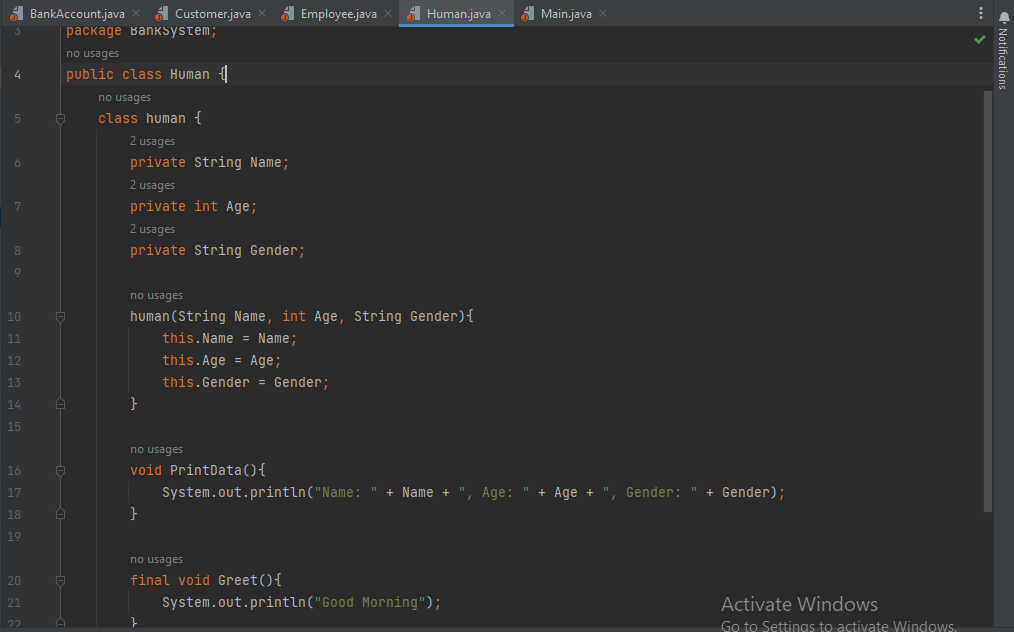 BankAccount.java Customer.java Employee.java Human.java Main.java
Notifications
3 package BankSystem;
no usages
4 public class Human {
no usages
5 class human {
2 usages
6 private String Name;
2 usages
7 private int Age;
2 usages
8 private String Gender;
9
no usages
10 human(String Name, int Age, String Gender){
11 this.Name = Name;
12 this.Age = Age;
13 this.Gender = Gender;
14 }
15
no usages
16 void PrintData(){
17 System.out.println("Name: " + Name + ", Age: " + Age + ", Gender: " + Gender);
18 }
19
no usages
20 final void Greet(){
21 System.out.println("Good Morning");
22 }
Activate Windows
Go to Settings to activate Windows.